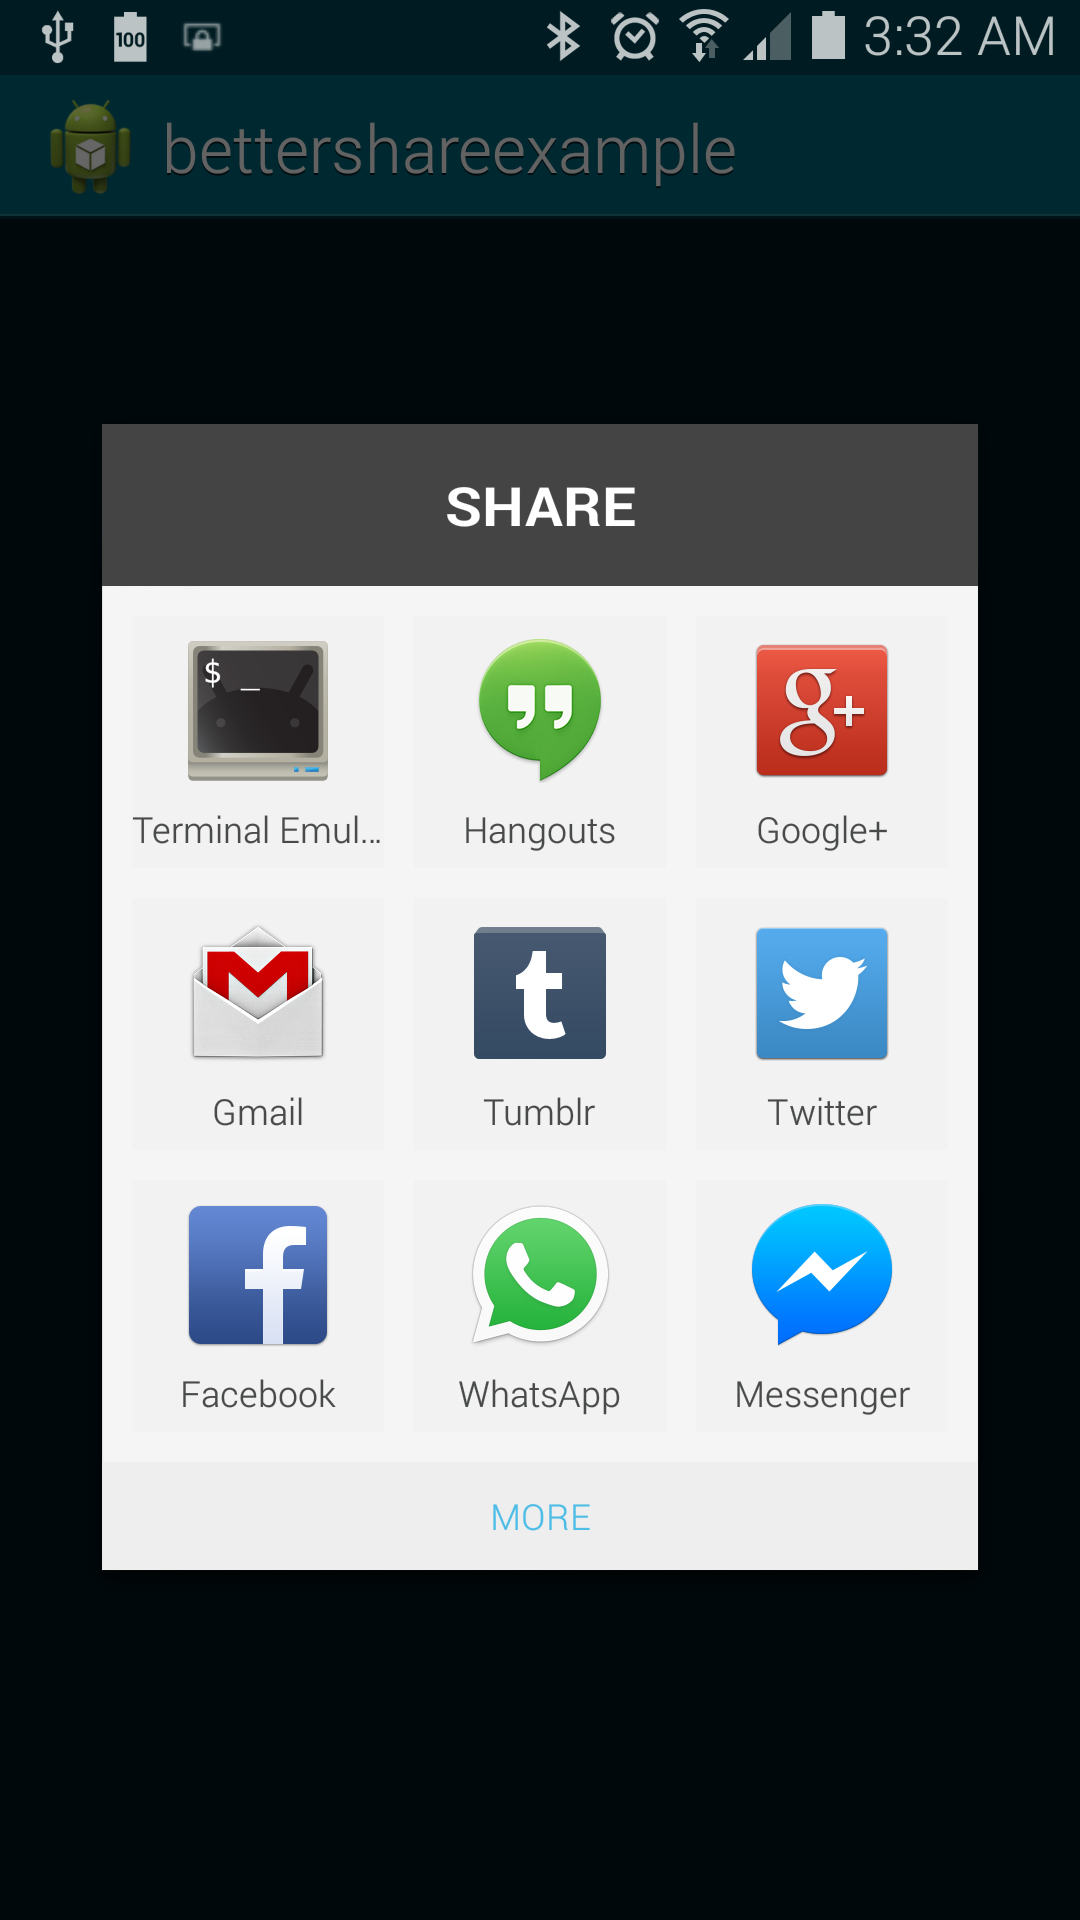 100
3:32 AM
bettershareexample
SHARE
$ _
g+
Terminal Emul...
Hangouts
Google+
M
t
Gmail
Tumblr
Twitter
f
Facebook
WhatsApp
Messenger
MORE